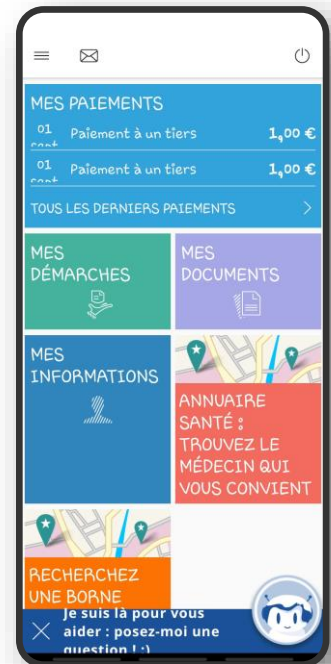 MES PAIEMENTS
01 sept Paiement à un tiers 1,00 €
01 sept Paiement à un tiers 1,00 €
TOUS LES DERNIERS PAIEMENTS
MES
DÉMARCHES
MES
DOCUMENTS
MES
INFORMATIONS
ANNUAIRE
SANTÉ :
TROUVEZ LE
MÉDECIN QUI
VOUS CONVIENT
RECHERCHEZ
UNE BORNE
Je suis là pour vous
aider : posez-moi une
question ! :)